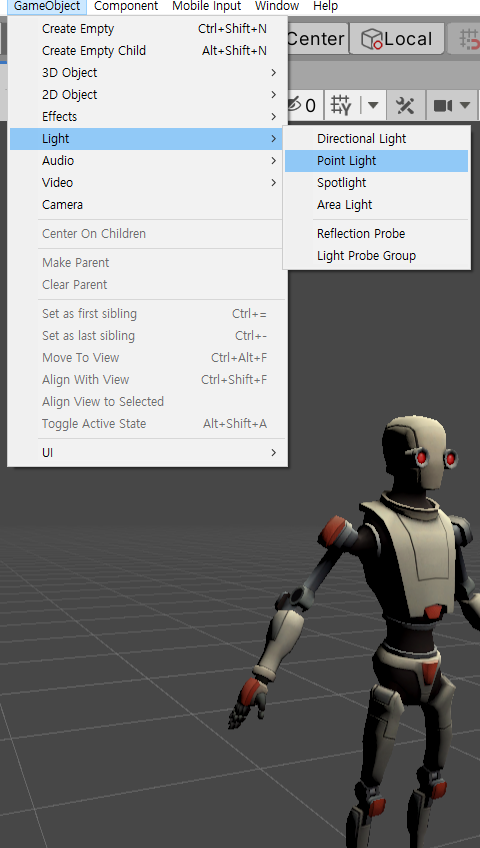 GameObject Component Mobile Input Window Help
Create Empty Ctrl+Shift+N
Create Empty Child Alt+Shift+N
3D Object
2D Object
Effects
Light
Audio
Video
Camera
Center On Children
Make Parent
Clear Parent
Set as first sibling Ctrl+=
Set as last sibling Ctrl+-
Move To View Ctrl+Alt+F
Align With View Ctrl+Shift+F
Align View to Selected
Toggle Active State Alt+Shift+A
UI
Center Local
0
Directional Light
Point Light
Spotlight
Area Light
Reflection Probe
Light Probe Group